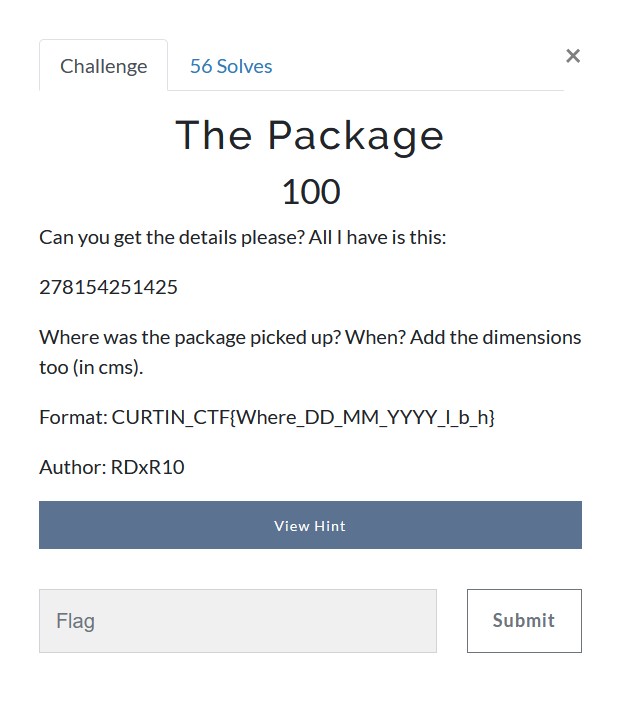 Challenge
56 Solves
×
The Package
100
Can you get the details please? All I have is this:
278154251425
Where was the package picked up? When? Add the dimensions
too (in cms).
Format: CURTIN_CTF{Where_DD_MM_YYYY_l_b_h}
Author: RDxR10
View Hint
Flag
Submit